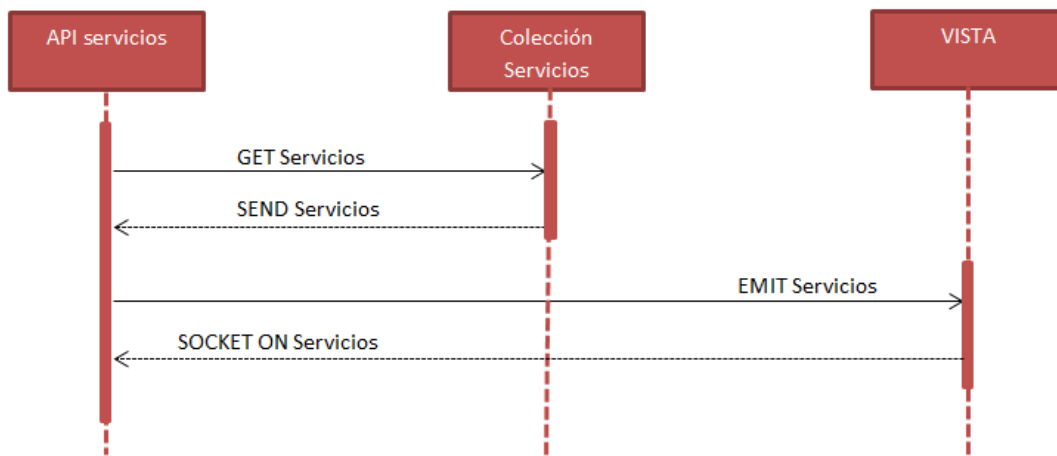 API servicios
Colección
Servicios
VISTA
GET Servicios
SEND Servicios
EMIT Servicios
SOCKET ON Servicios